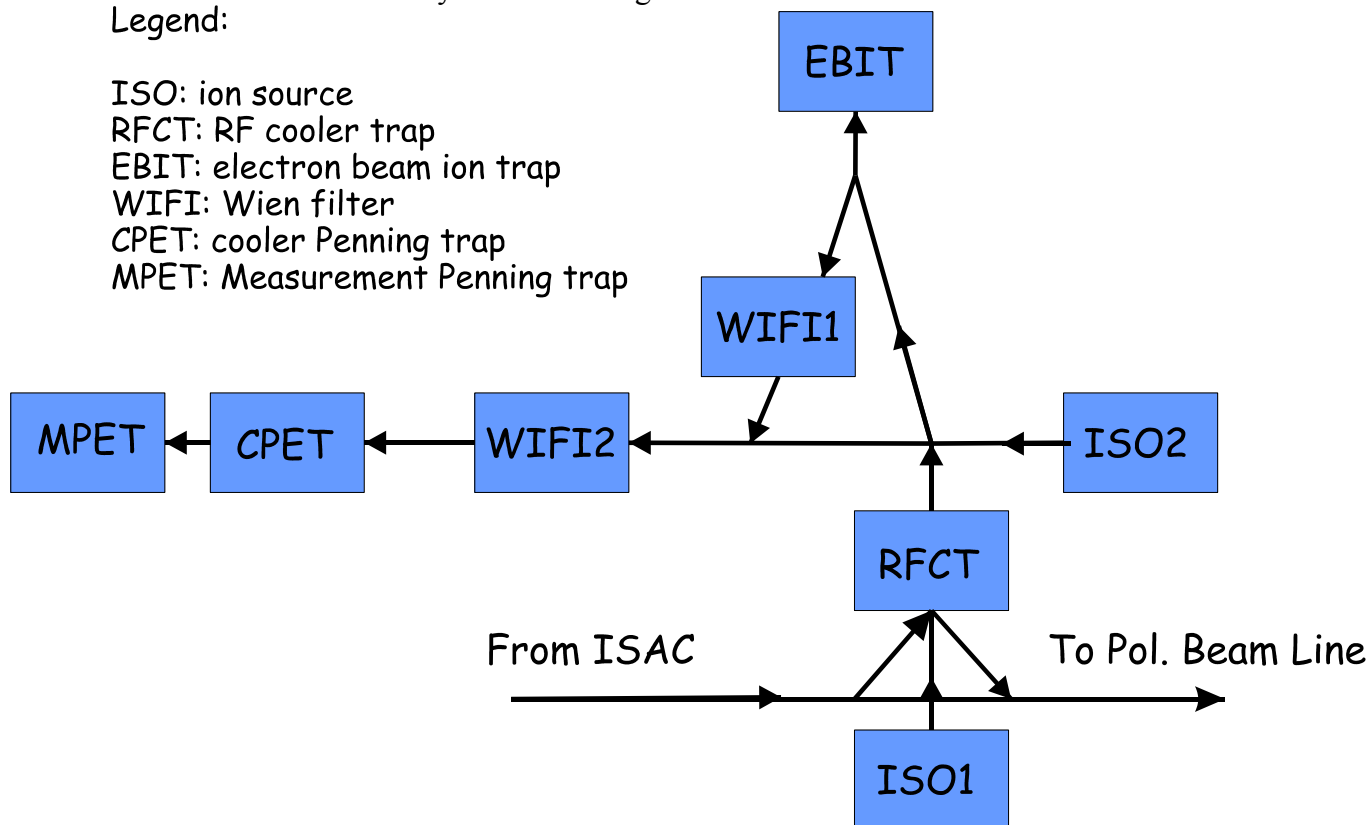 Legend:
ISO: ion source
RFCT: RF cooler trap
EBIT: electron beam ion trap
WIFI: Wien filter
CPET: cooler Penning trap
MPET: Measurement Penning trap
EBIT
WIFI1
MPET
CPET
WIFI2
ISO2
RFCT
From ISAC
To Pol. Beam Line
ISO1